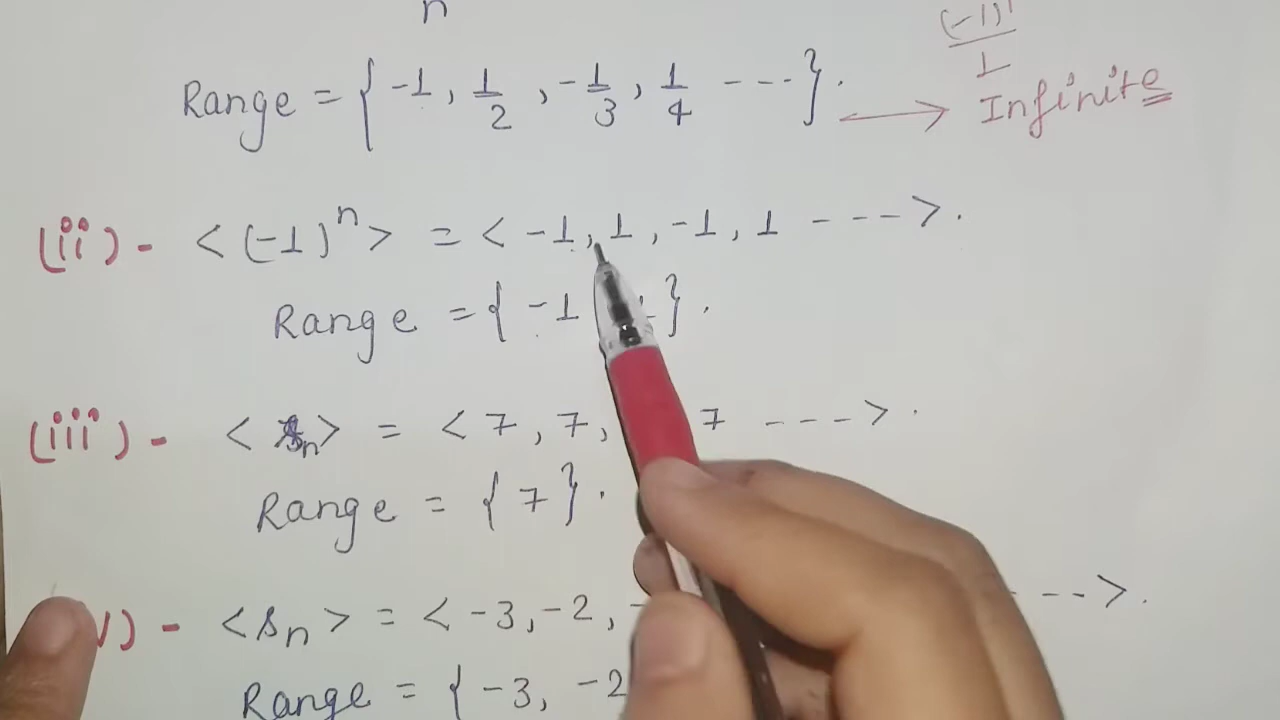 n
(-1)¹/1
Range = { -1, 1/2, -1/3, 1/4 --- }. → Infinite
(ii) - < (-1)ⁿ > = < -1, 1, -1, 1 --- >.
Range = { -1 }.
(iii) - < sₙ > = < 7, 7, 7 --- >.
Range = { 7 }.
v) - < sₙ > = < -3, -2, --- >.
Range = { -3, -2